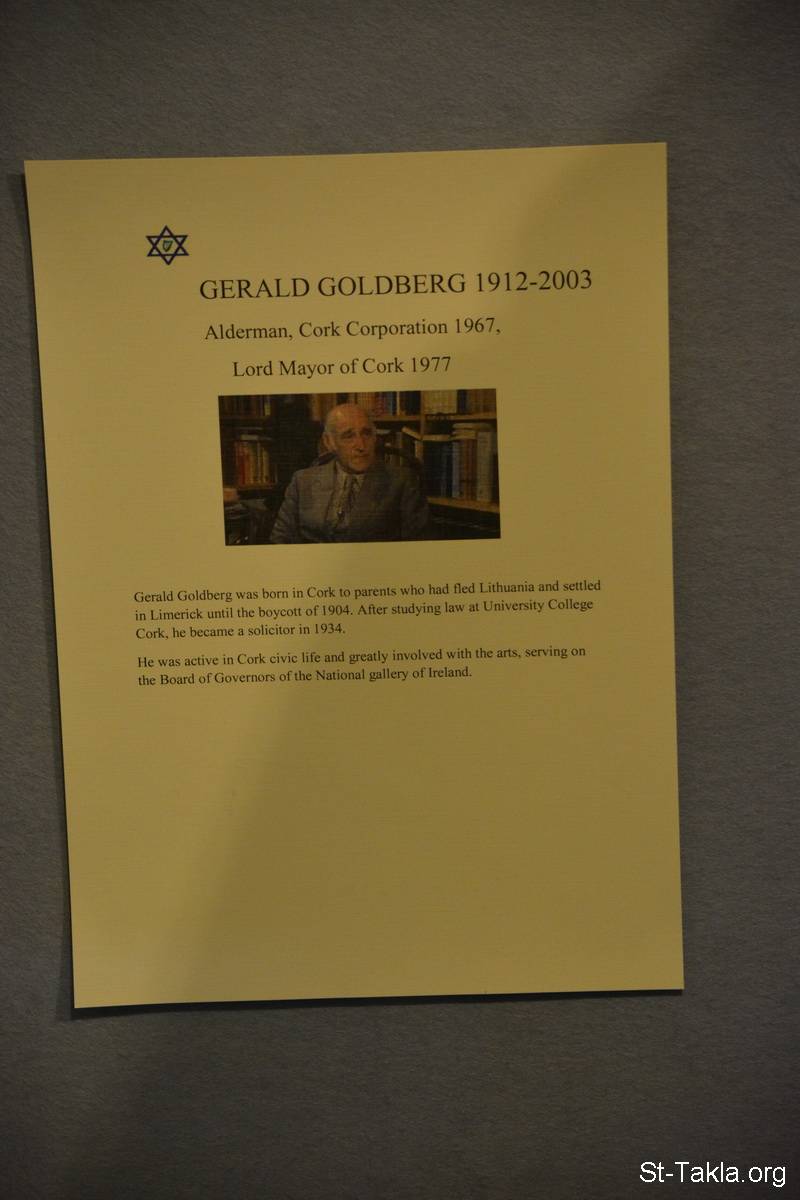 GERALD GOLDBERG 1912-2003
Alderman, Cork Corporation 1967,
Lord Mayor of Cork 1977
Gerald Goldberg was born in Cork to parents who had fled Lithuania and settled
in Limerick until the boycott of 1904. After studying law at University College
Cork, he became a solicitor in 1934.
He was active in Cork civic life and greatly involved with the arts, serving on
the Board of Governors of the National gallery of Ireland.
St-Takla.org